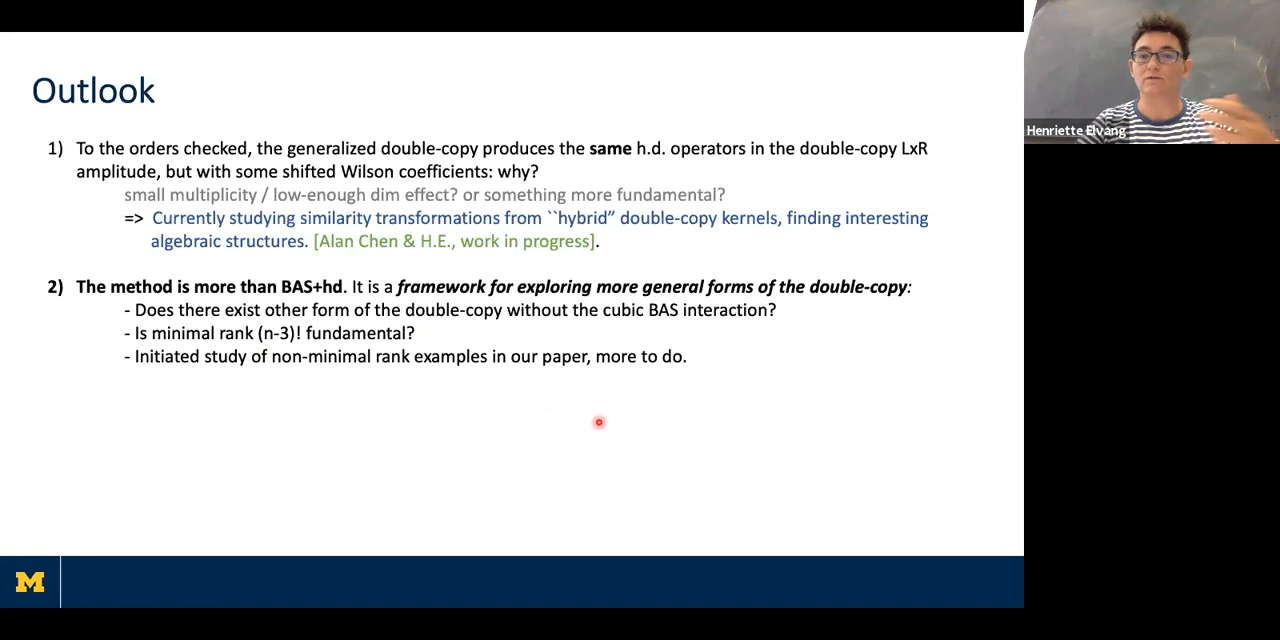 Outlook
1) To the orders checked, the generalized double-copy produces the same h.d. operators in the double-copy LxR
amplitude, but with some shifted Wilson coefficients: why?
small multiplicity / low-enough dim effect? or something more fundamental?
=> Currently studying similarity transformations from ``hybrid” double-copy kernels, finding interesting
algebraic structures. [Alan Chen & H.E., work in progress].
2) The method is more than BAS+hd. It is a framework for exploring more general forms of the double-copy:
- Does there exist other form of the double-copy without the cubic BAS interaction?
- Is minimal rank (n-3)! fundamental?
- Initiated study of non-minimal rank examples in our paper, more to do.
M
Henriette Elvang